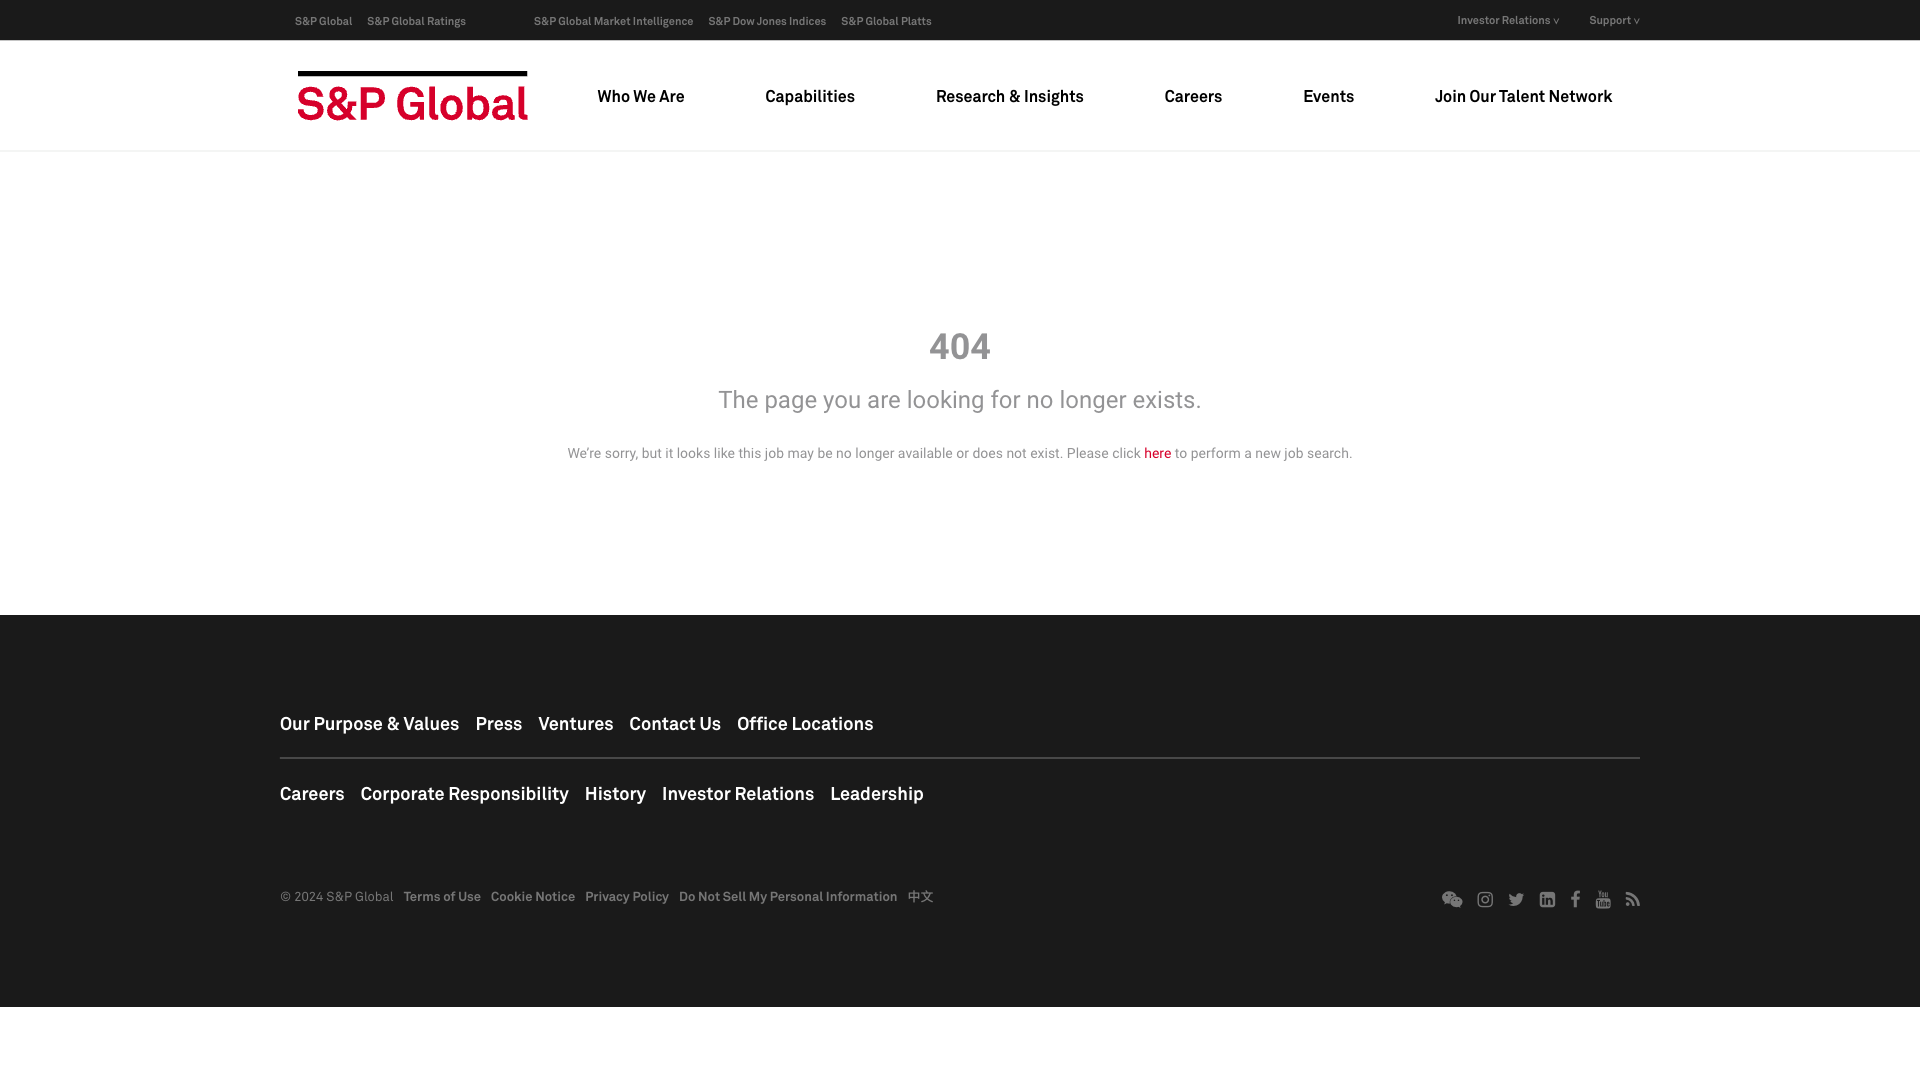 S&P Global S&P Global Ratings S&P Global Market Intelligence S&P Dow Jones Indices S&P Global Platts Investor Relations v Support v
S&P Global
Who We Are Capabilities Research & Insights Careers Events Join Our Talent Network
404
The page you are looking for no longer exists.
We're sorry, but it looks like this job may be no longer available or does not exist. Please click here to perform a new job search.
Our Purpose & Values Press Ventures Contact Us Office Locations
Careers Corporate Responsibility History Investor Relations Leadership
© 2024 S&P Global Terms of Use Cookie Notice Privacy Policy Do Not Sell My Personal Information 中文